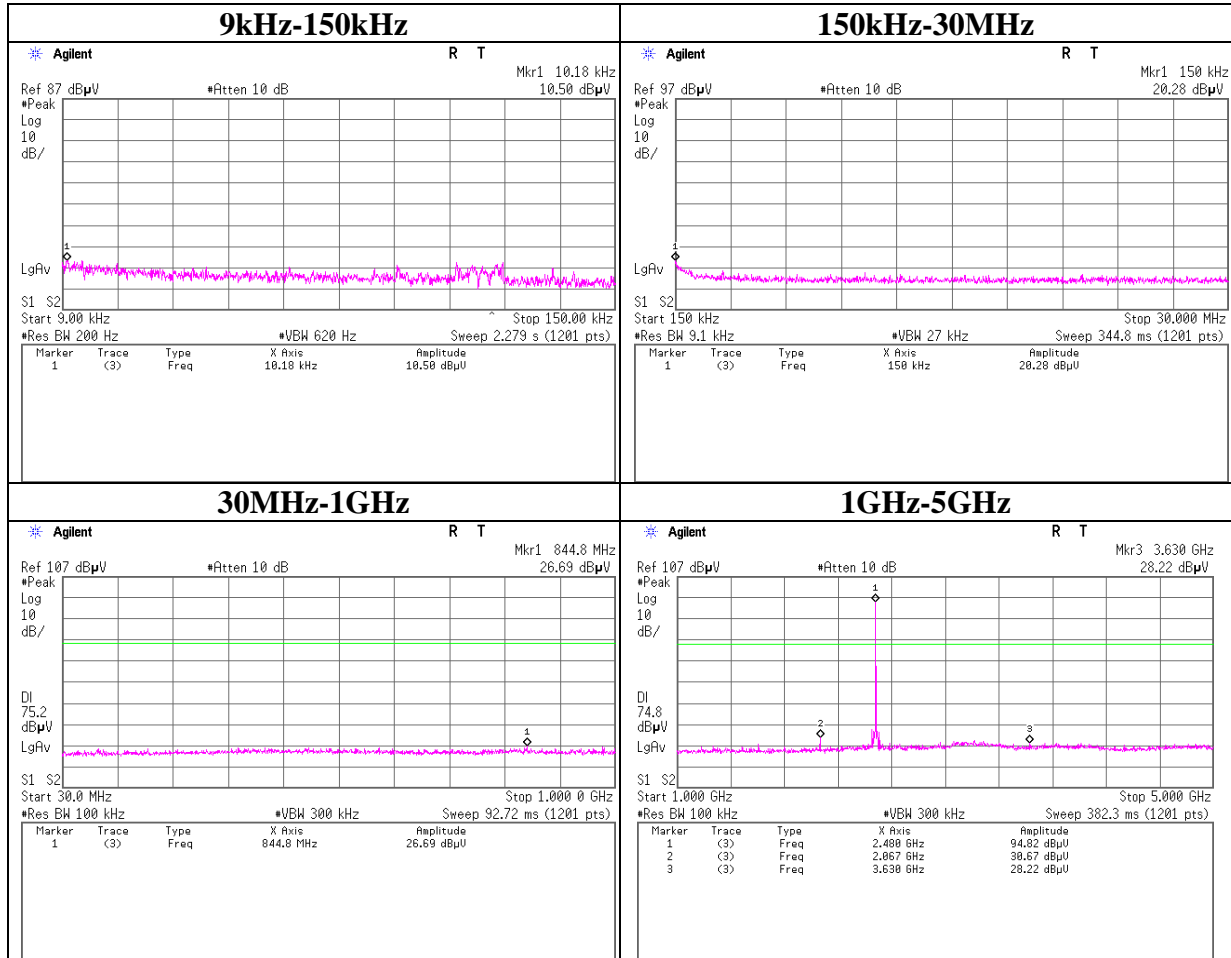 9kHz-150kHz
Agilent R T
Mkr1 10.18 kHz
Ref 87 dBµV #Atten 10 dB 10.50 dBµV
#Peak
Log
10
dB/
1
LgAv
S1 S2
Start 9.00 kHz ^ Stop 150.00 kHz
#Res BW 200 Hz #VBW 620 Hz Sweep 2.279 s (1201 pts)
Marker Trace Type X Axis Amplitude
1 (3) Freq 10.18 kHz 10.50 dBµV
150kHz-30MHz
Agilent R T
Mkr1 150 kHz
Ref 97 dBµV #Atten 10 dB 20.28 dBµV
#Peak
Log
10
dB/
1
LgAv
S1 S2
Start 150 kHz Stop 30.000 MHz
#Res BW 9.1 kHz #VBW 27 kHz Sweep 344.8 ms (1201 pts)
Marker Trace Type X Axis Amplitude
1 (3) Freq 150 kHz 20.28 dBµV
30MHz-1GHz
Agilent R T
Mkr1 844.8 MHz
Ref 107 dBµV #Atten 10 dB 26.69 dBµV
#Peak
Log
10
dB/
DI
75.2
dBµV
1
LgAv
S1 S2
Start 30.0 MHz Stop 1.000 0 GHz
#Res BW 100 kHz #VBW 300 kHz Sweep 92.72 ms (1201 pts)
Marker Trace Type X Axis Amplitude
1 (3) Freq 844.8 MHz 26.69 dBµV
1GHz-5GHz
Agilent R T
Mkr3 3.630 GHz
Ref 107 dBµV #Atten 10 dB 28.22 dBµV
#Peak
1
Log
10
dB/
DI
74.8
dBµV
2 3
LgAv
S1 S2
Start 1.000 GHz Stop 5.000 GHz
#Res BW 100 kHz #VBW 300 kHz Sweep 382.3 ms (1201 pts)
Marker Trace Type X Axis Amplitude
1 (3) Freq 2.480 GHz 94.82 dBµV
2 (3) Freq 2.067 GHz 30.67 dBµV
3 (3) Freq 3.630 GHz 28.22 dBµV